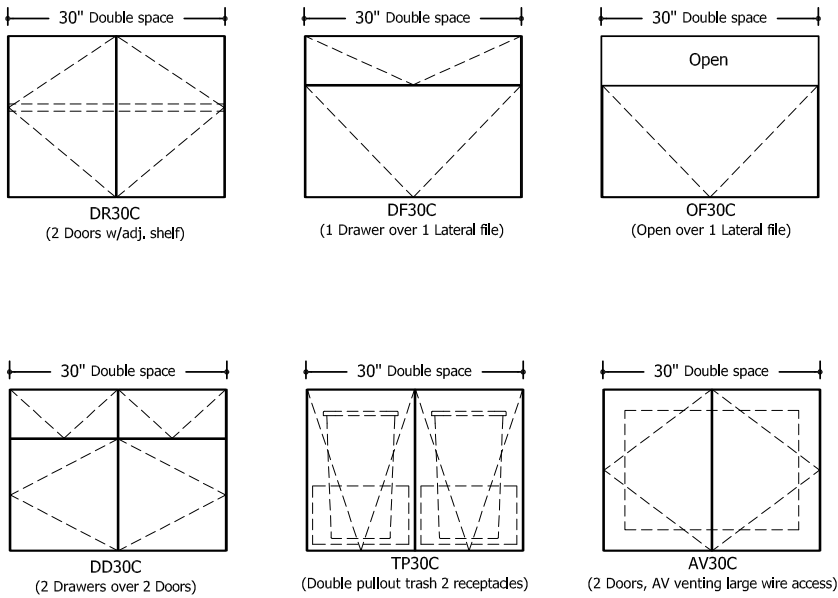 30" Double space
30" Double space
30" Double space
Open
DR30C
(2 Doors w/adj. shelf)
DF30C
(1 Drawer over 1 Lateral file)
OF30C
(Open over 1 Lateral file)
30" Double space
30" Double space
30" Double space
DD30C
(2 Drawers over 2 Doors)
TP30C
(Double pullout trash 2 receptacles)
AV30C
(2 Doors, AV venting large wire access)